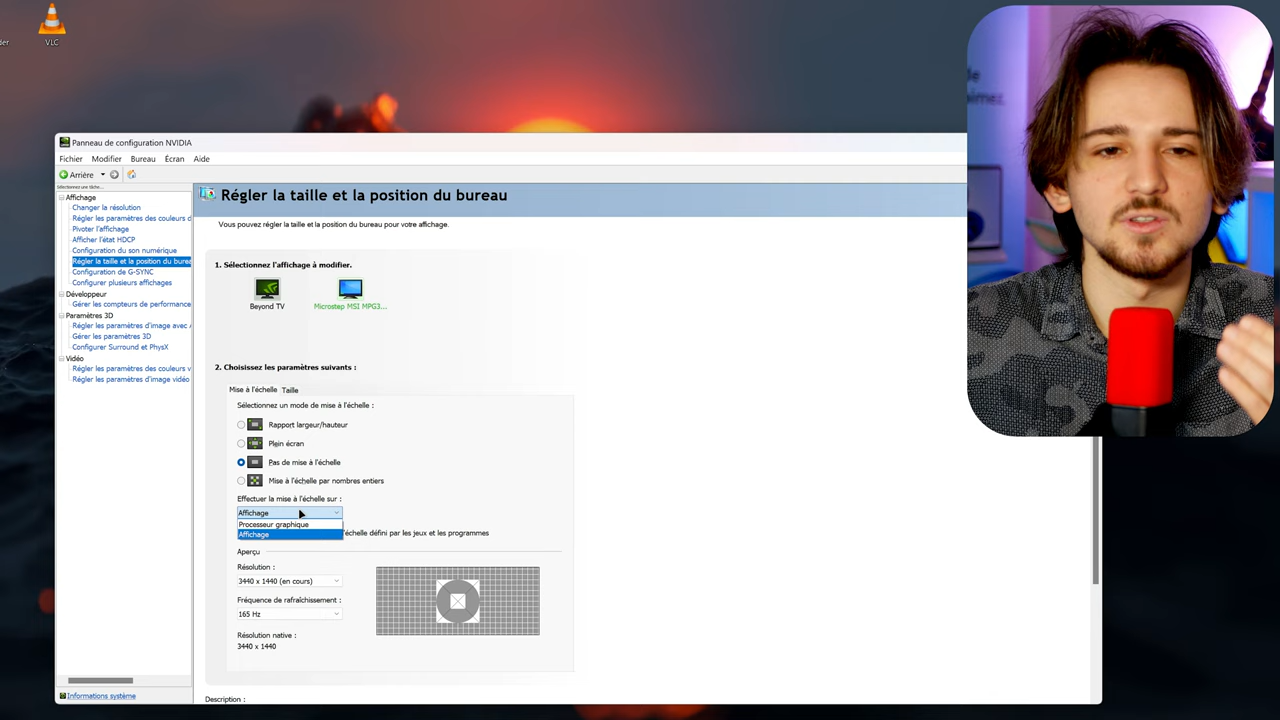 VLC
Panneau de configuration NVIDIA
Fichier Modifier Bureau Écran Aide
Arrière
Sélectionnez une tâche...
Affichage
Changer la résolution
Régler les paramètres des couleurs d
Pivoter l'affichage
Afficher l'état HDCP
Configuration du son numérique
Régler la taille et la position du burea
Configuration de G-SYNC
Configurer plusieurs affichages
Développeur
Gérer les compteurs de performance
Paramètres 3D
Régler les paramètres d'image avec A
Gérer les paramètres 3D
Configurer Surround et PhysX
Vidéo
Régler les paramètres des couleurs v
Régler les paramètres d'image vidéo
Informations système
Régler la taille et la position du bureau
Vous pouvez régler la taille et la position du bureau pour votre affichage.
1. Sélectionnez l'affichage à modifier.
Beyond TV
Microstep MSI MPG3...
2. Choisissez les paramètres suivants :
Mise à l'échelle Taille
Sélectionnez un mode de mise à l'échelle :
Rapport largeur/hauteur
Plein écran
Pas de mise à l'échelle
Mise à l'échelle par nombres entiers
Effectuer la mise à l'échelle sur :
Affichage
Processeur graphique
Affichage
'échelle défini par les jeux et les programmes
Aperçu
Résolution :
3440 x 1440 (en cours)
Fréquence de rafraîchissement :
165 Hz
Résolution native :
3440 x 1440
Description :